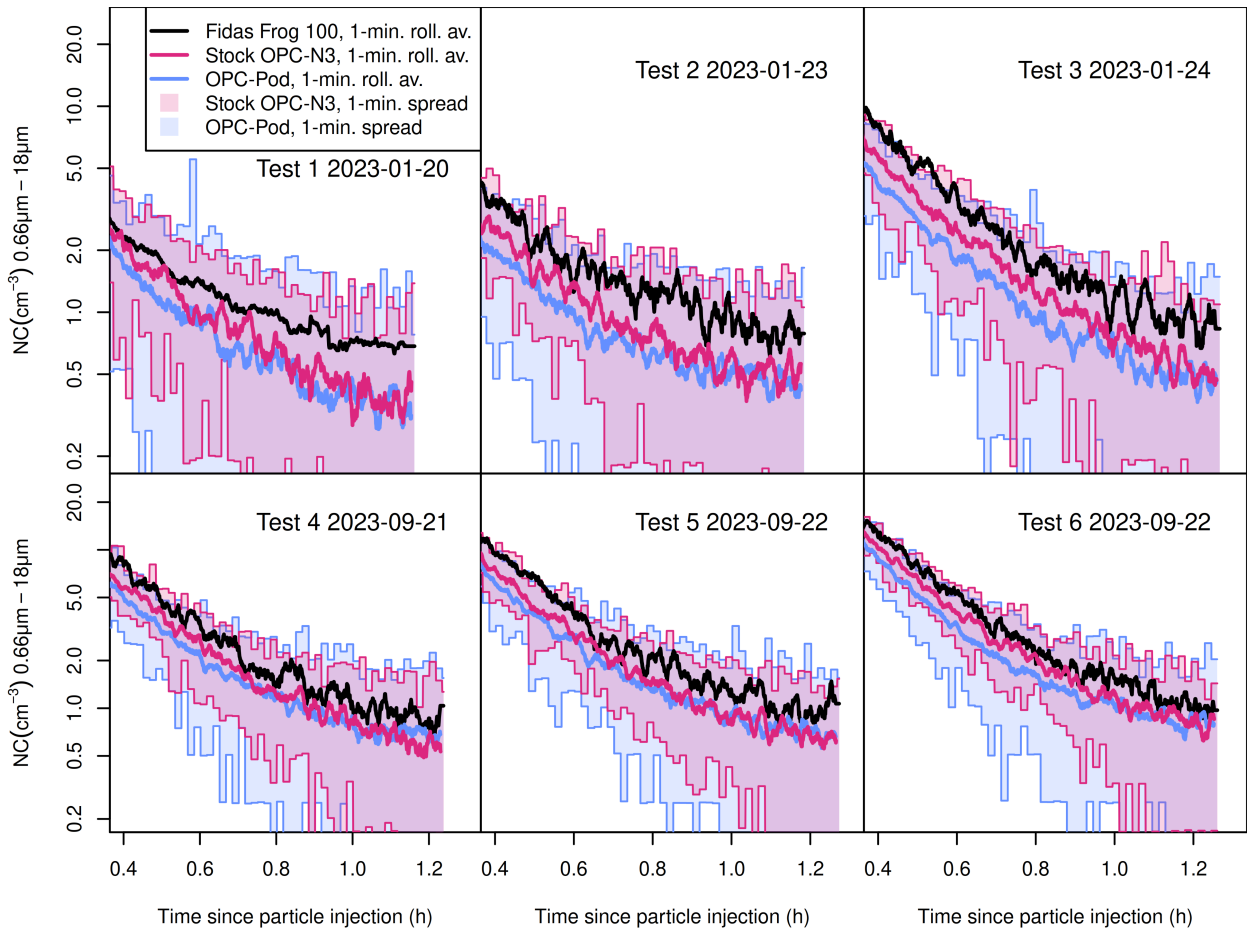 Fidas Frog 100, 1-min. roll. av.
Stock OPC-N3, 1-min. roll. av.
OPC-Pod, 1-min. roll. av.
Stock OPC-N3, 1-min. spread
OPC-Pod, 1-min. spread
Test 1 2023-01-20
Test 2 2023-01-23
Test 3 2023-01-24
NC(cm⁻³) 0.66µm – 18µm
20.0
10.0
5.0
2.0
1.0
0.5
0.2
Test 4 2023-09-21
Test 5 2023-09-22
Test 6 2023-09-22
NC(cm⁻³) 0.66µm – 18µm
20.0
5.0
2.0
1.0
0.5
0.2
0.4 0.6 0.8 1.0 1.2
0.4 0.6 0.8 1.0 1.2
0.4 0.6 0.8 1.0 1.2
Time since particle injection (h)
Time since particle injection (h)
Time since particle injection (h)